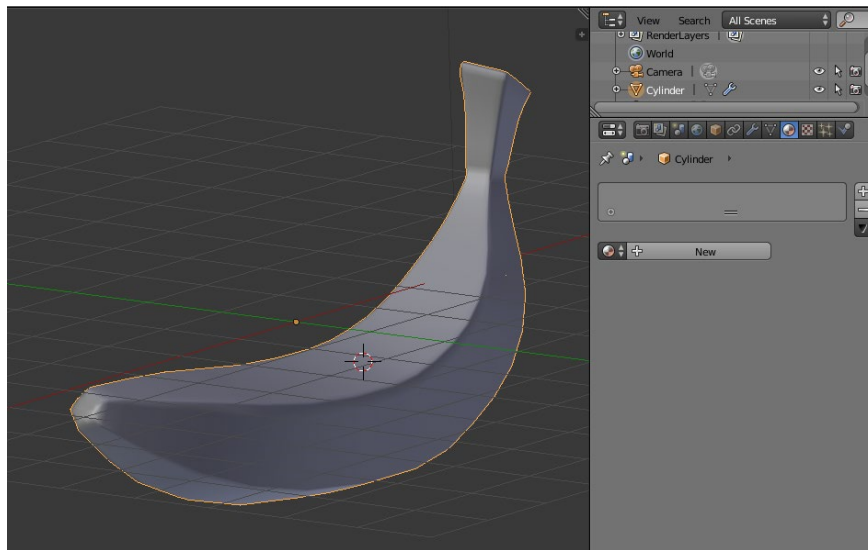 View Search All Scenes
RenderLayers
World
Camera
Cylinder
Cylinder
New